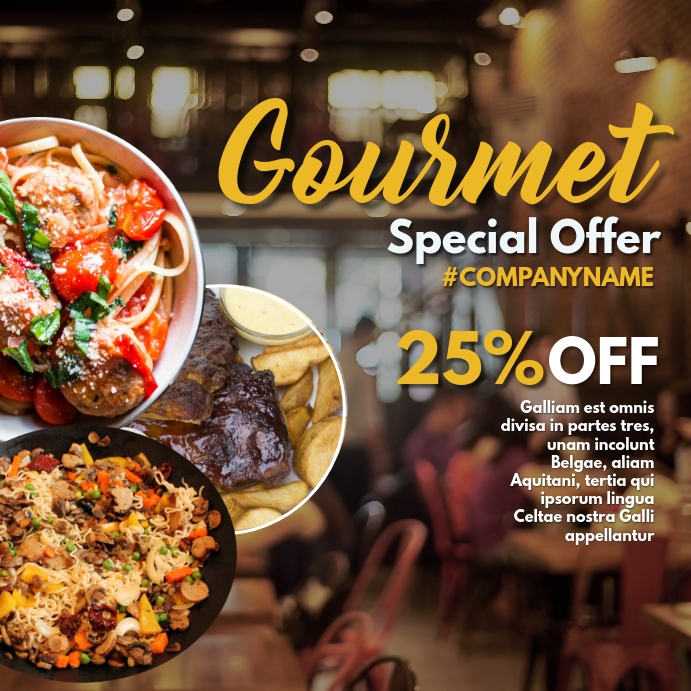 Gourmet
Special Offer
#COMPANYNAME
25%OFF
Galliam est omnis
divisa in partes tres,
unam incolunt
Belgae, aliam
Aquitani, tertia qui
ipsorum lingua
Celtae nostra Galli
appellantur